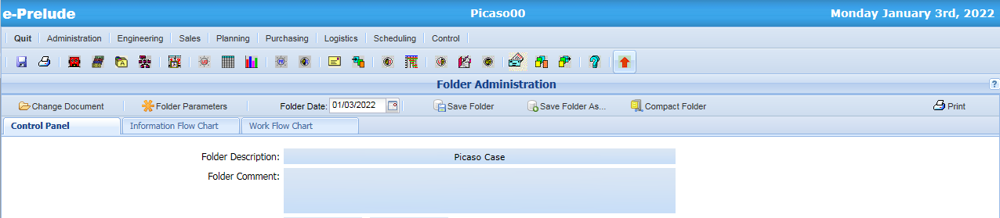 e-Prelude Picaso00 Monday January 3rd, 2022
Quit Administration Engineering Sales Planning Purchasing Logistics Scheduling Control
Folder Administration ?
Change Document Folder Parameters Folder Date: 01/03/2022 Save Folder Save Folder As... Compact Folder Print
Control Panel Information Flow Chart Work Flow Chart
Folder Description: Picaso Case
Folder Comment: